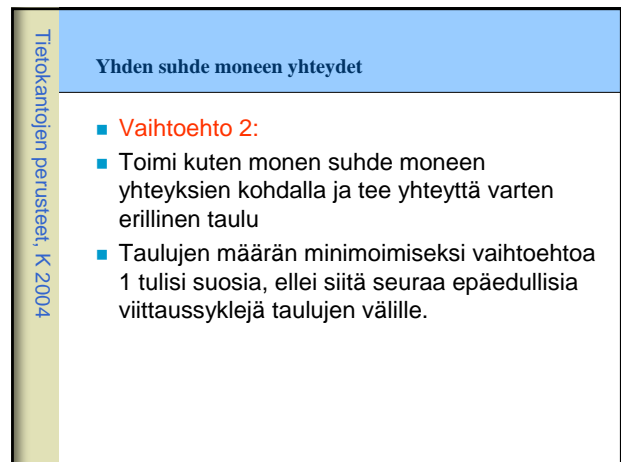 Tietokantojen perusteet, K 2004
Yhden suhde moneen yhteydet
Vaihtoehto 2:
Toimi kuten monen suhde moneen
yhteyksien kohdalla ja tee yhteyttä varten
erillinen taulu
Taulujen määrän minimoimiseksi vaihtoehtoa
1 tulisi suosia, ellei siitä seuraa epäedullisia
viittaussyklejä taulujen välille.